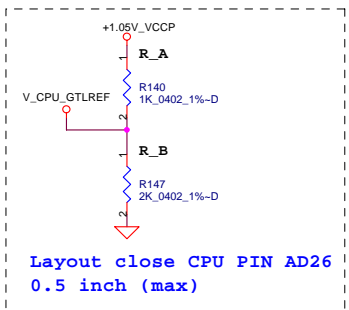 +1.05V_VCCP
1
R_A
V_CPU_GTLREF
R140
1K_0402_1%~D
2
1
R_B
R147
2K_0402_1%~D
2
Layout close CPU PIN AD26
0.5 inch (max)